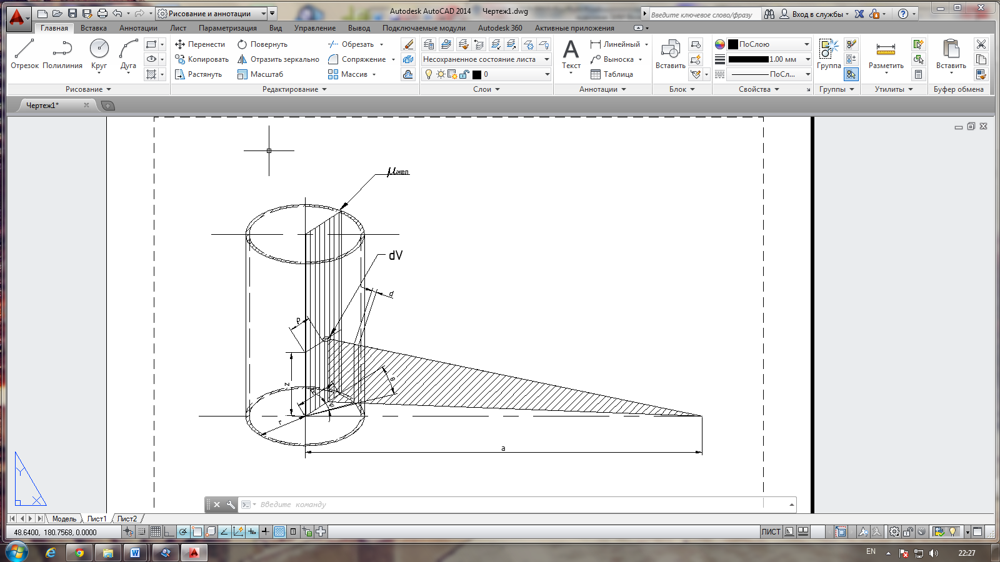 Рисование и аннотации
Autodesk AutoCAD 2014 Чертеж1.dwg
Введите ключевое слово/фразу
Вход в службы
Главная Вставка Аннотации Лист Параметризация Вид Управление Вывод Подключаемые модули Autodesk 360 Активные приложения
Отрезок Полилиния Круг Дуга
Перенести Повернуть Обрезать
Копировать Отразить зеркально Сопряжение
Растянуть Масштаб Массив
Несохраненное состояние листа
0
Текст
Линейный
Выноска
Таблица
Вставить
ПоСлою
1.00 мм
ПоСл...
Группа
Разметить
Вставить
Рисование Редактирование Слои Аннотации Блок Свойства Группы Утилиты Буфер обмена
Чертеж1*
μжел
dV
d
P
z
θ
r
a
Y
X
Введите команду
Модель Лист1 Лист2
48.6400, 180.7568, 0.0000
ЛИСТ
EN
22:27